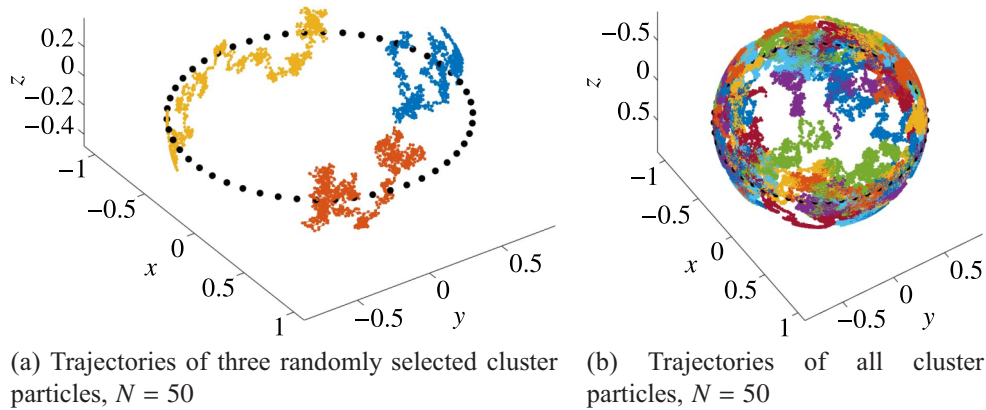 0.2
0
−0.2
−0.4
z
−1
−0.5
0
0.5
1
x
−0.5
0
0.5
y
−0.5
0
0.5
z
−1
−0.5
0
0.5
1
x
−0.5
0
0.5
y
(a) Trajectories of three randomly selected cluster
particles, N = 50
(b) Trajectories of all cluster
particles, N = 50